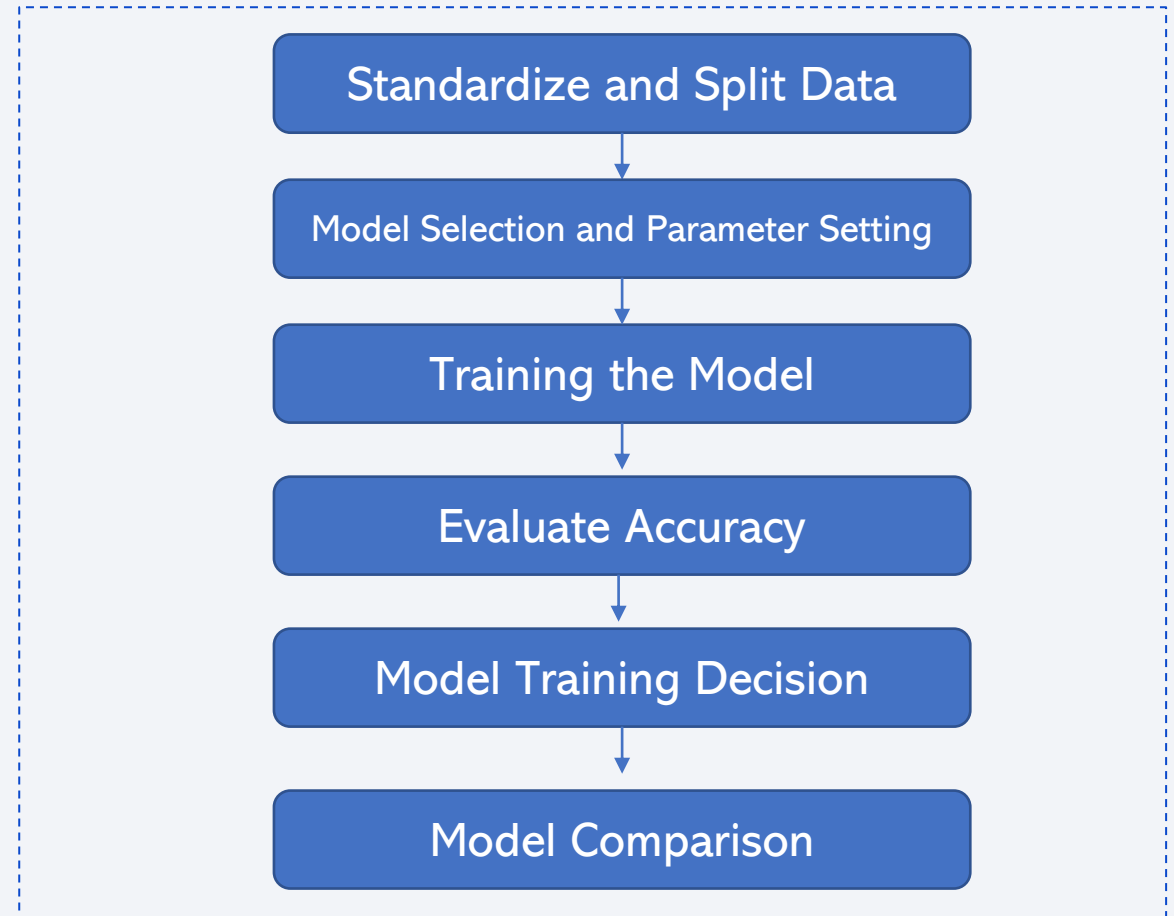 Standardize and Split Data
Model Selection and Parameter Setting
Training the Model
Evaluate Accuracy
Model Training Decision
Model Comparison